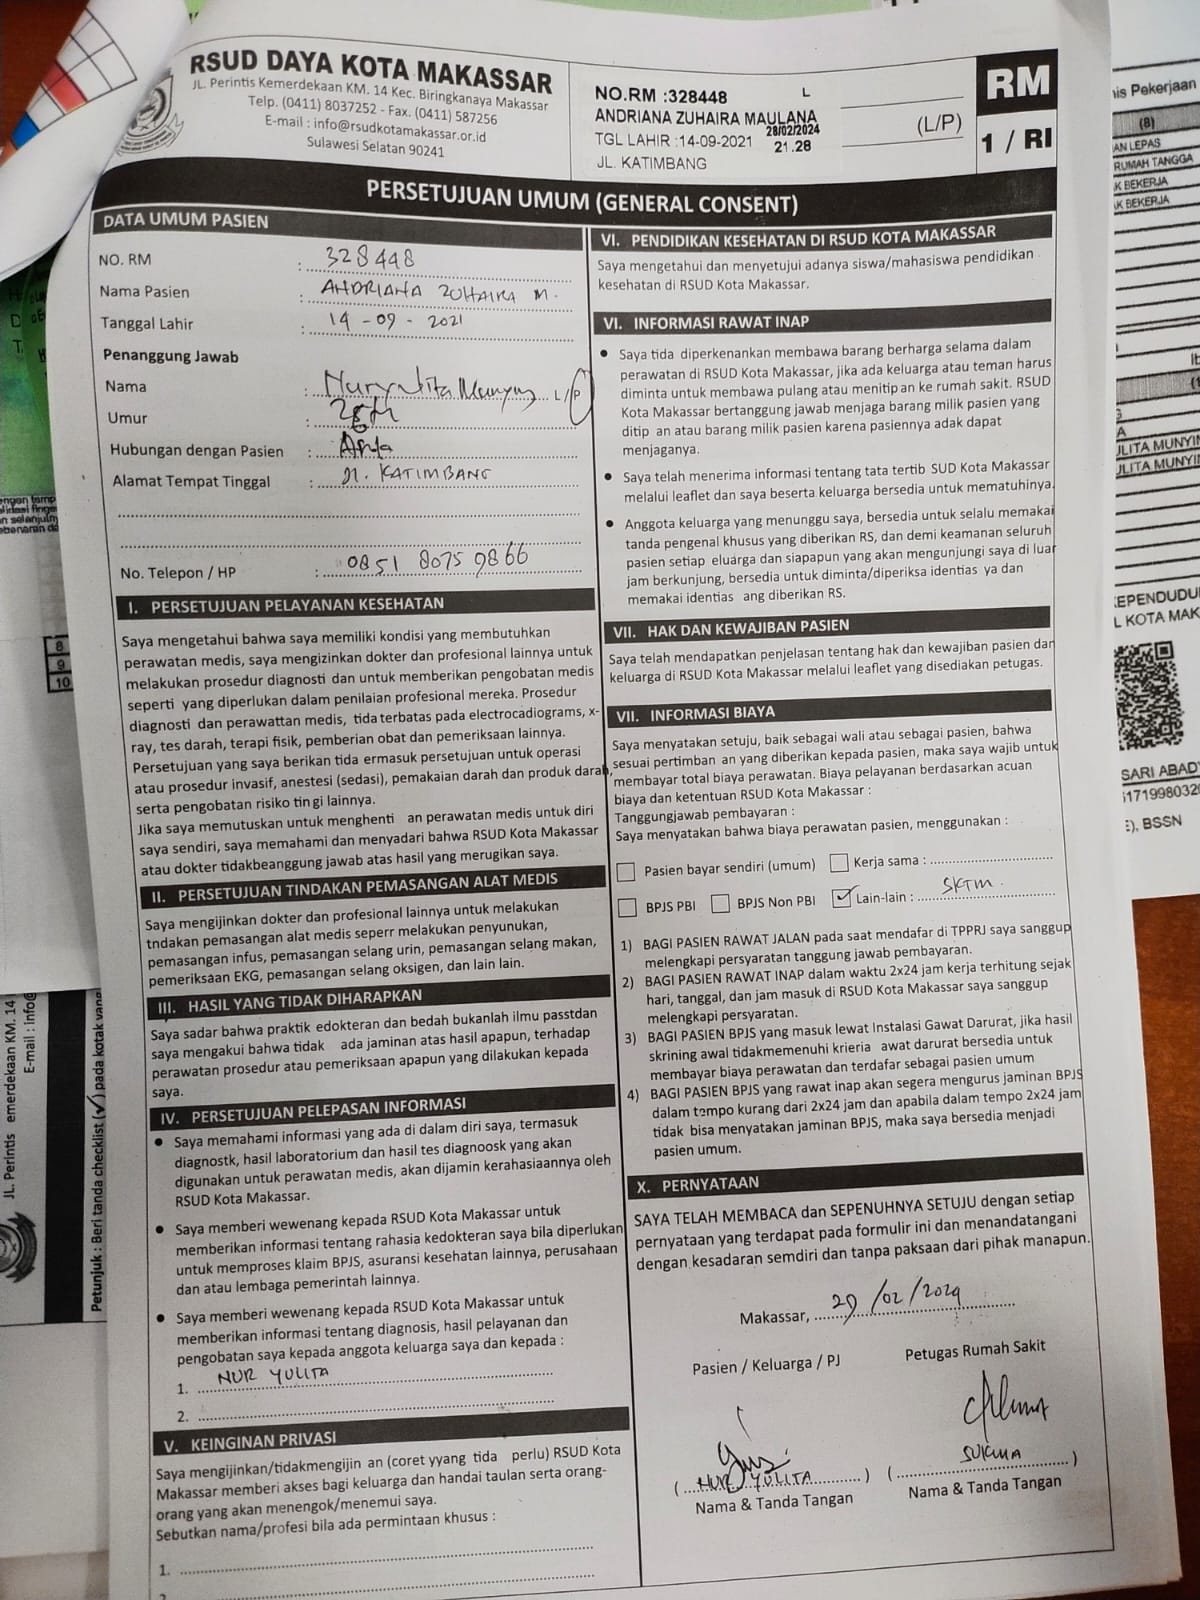 RSUD DAYA KOTA MAKASSAR
JL. Perintis Kemerdekaan KM. 14 Kec. Biringkanaya Makassar
Telp. (0411) 8037252 - Fax. (0411) 587256
E-mail : info@rsudkotamakassar.or.id
Sulawesi Selatan 90241
NO.RM :328448 L
ANDRIANA ZUHAIRA MAULANA
28/02/2024
TGL LAHIR :14-09-2021 21.28
JL. KATIMBANG
(L/P)
RM
1 / RI
PERSETUJUAN UMUM (GENERAL CONSENT)
DATA UMUM PASIEN
NO. RM : 328448
Nama Pasien : ANDRIANA ZUHAIRA M.
Tanggal Lahir : 14 - 09 - 2021
Penanggung Jawab
Nama : L/P
Umur :
Hubungan dengan Pasien :
Alamat Tempat Tinggal : Jl. KATIMBANG
No. Telepon / HP : 0851 8075 9866
I. PERSETUJUAN PELAYANAN KESEHATAN
Saya mengetahui bahwa saya memiliki kondisi yang membutuhkan
perawatan medis, saya mengizinkan dokter dan profesional lainnya untuk
melakukan prosedur diagnosti dan untuk memberikan pengobatan medis
seperti yang diperlukan dalam penilaian profesional mereka. Prosedur
diagnosti dan perawattan medis, tida terbatas pada electrocadiograms, x-
ray, tes darah, terapi fisik, pemberian obat dan pemeriksaan lainnya.
Persetujuan yang saya berikan tida ermasuk persetujuan untuk operasi
atau prosedur invasif, anestesi (sedasi), pemakaian darah dan produk darah,
serta pengobatan risiko tin gi lainnya.
Jika saya memutuskan untuk menghenti an perawatan medis untuk diri
saya sendiri, saya memahami dan menyadari bahwa RSUD Kota Makassar
atau dokter tidakbeanggung jawab atas hasil yang merugikan saya.
II. PERSETUJUAN TINDAKAN PEMASANGAN ALAT MEDIS
Saya mengijinkan dokter dan profesional lainnya untuk melakukan
tndakan pemasangan alat medis seperr melakukan penyunukan,
pemasangan infus, pemasangan selang urin, pemasangan selang makan,
pemeriksaan EKG, pemasangan selang oksigen, dan lain lain.
III. HASIL YANG TIDAK DIHARAPKAN
Saya sadar bahwa praktik edokteran dan bedah bukanlah ilmu passtdan
saya mengakui bahwa tidak ada jaminan atas hasil apapun, terhadap
perawatan prosedur atau pemeriksaan apapun yang dilakukan kepada
saya.
IV. PERSETUJUAN PELEPASAN INFORMASI
• Saya memahami informasi yang ada di dalam diri saya, termasuk
diagnostk, hasil laboratorium dan hasil tes diagnoosk yang akan
digunakan untuk perawatan medis, akan dijamin kerahasiaannya oleh
RSUD Kota Makassar.
• Saya memberi wewenang kepada RSUD Kota Makassar untuk
memberikan informasi tentang rahasia kedokteran saya bila diperlukan
untuk memproses klaim BPJS, asuransi kesehatan lainnya, perusahaan
dan atau lembaga pemerintah lainnya.
• Saya memberi wewenang kepada RSUD Kota Makassar untuk
memberikan informasi tentang diagnosis, hasil pelayanan dan
pengobatan saya kepada anggota keluarga saya dan kepada :
1. NUR YULITA
2.
V. KEINGINAN PRIVASI
Saya mengijinkan/tidakmengijin an (coret yyang tida perlu) RSUD Kota
Makassar memberi akses bagi keluarga dan handai taulan serta orang-
orang yang akan menengok/menemui saya.
Sebutkan nama/profesi bila ada permintaan khusus :
1.
VI. PENDIDIKAN KESEHATAN DI RSUD KOTA MAKASSAR
Saya mengetahui dan menyetujui adanya siswa/mahasiswa pendidikan
kesehatan di RSUD Kota Makassar.
VI. INFORMASI RAWAT INAP
• Saya tida diperkenankan membawa barang berharga selama dalam
perawatan di RSUD Kota Makassar, jika ada keluarga atau teman harus
diminta untuk membawa pulang atau menitip an ke rumah sakit. RSUD
Kota Makassar bertanggung jawab menjaga barang milik pasien yang
ditip an atau barang milik pasien karena pasiennya adak dapat
menjaganya.
• Saya telah menerima informasi tentang tata tertib SUD Kota Makassar
melalui leaflet dan saya beserta keluarga bersedia untuk mematuhinya.
• Anggota keluarga yang menunggu saya, bersedia untuk selalu memakai
tanda pengenal khusus yang diberikan RS, dan demi keamanan seluruh
pasien setiap eluarga dan siapapun yang akan mengunjungi saya di luar
jam berkunjung, bersedia untuk diminta/diperiksa identias ya dan
memakai identias ang diberikan RS.
VII. HAK DAN KEWAJIBAN PASIEN
Saya telah mendapatkan penjelasan tentang hak dan kewajiban pasien dan
keluarga di RSUD Kota Makassar melalui leaflet yang disediakan petugas.
VII. INFORMASI BIAYA
Saya menyatakan setuju, baik sebagai wali atau sebagai pasien, bahwa
sesuai pertimban an yang diberikan kepada pasien, maka saya wajib untuk
membayar total biaya perawatan. Biaya pelayanan berdasarkan acuan
biaya dan ketentuan RSUD Kota Makassar :
Tanggungjawab pembayaran :
Saya menyatakan bahwa biaya perawatan pasien, menggunakan :
Pasien bayar sendiri (umum) Kerja sama :
BPJS PBI BPJS Non PBI ✓ Lain-lain : SKTM.
1) BAGI PASIEN RAWAT JALAN pada saat mendafar di TPPRJ saya sanggup
melengkapi persyaratan tanggung jawab pembayaran.
2) BAGI PASIEN RAWAT INAP dalam waktu 2x24 jam kerja terhitung sejak
hari, tanggal, dan jam masuk di RSUD Kota Makassar saya sanggup
melengkapi persyaratan.
3) BAGI PASIEN BPJS yang masuk lewat Instalasi Gawat Darurat, jika hasil
skrining awal tidakmemenuhi krieria awat darurat bersedia untuk
membayar biaya perawatan dan terdafar sebagai pasien umum
4) BAGI PASIEN BPJS yang rawat inap akan segera mengurus jaminan BPJS
dalam tempo kurang dari 2x24 jam dan apabila dalam tempo 2x24 jam
tidak bisa menyatakan jaminan BPJS, maka saya bersedia menjadi
pasien umum.
X. PERNYATAAN
SAYA TELAH MEMBACA dan SEPENUHNYA SETUJU dengan setiap
pernyataan yang terdapat pada formulir ini dan menandatangani
dengan kesadaran semdiri dan tanpa paksaan dari pihak manapun.
Makassar, 29/02/2024
Pasien / Keluarga / PJ Petugas Rumah Sakit
(NUR YULITA) (SUKMA)
Nama & Tanda Tangan Nama & Tanda Tangan
nis Pekerjaan
(8)
AN LEPAS
RUMAH TANGGA
K BEKERJA
AK BEKERJA
JLITA MUNYIN
ULITA MUNYIN
L KOTA MAK
SARI ABAD
E), BSSN
8
9
10
JL. Perintis emerdekaan KM. 14
E-mail : info@
Petunjuk : Beri tanda checklist (✓) pada kotak yang